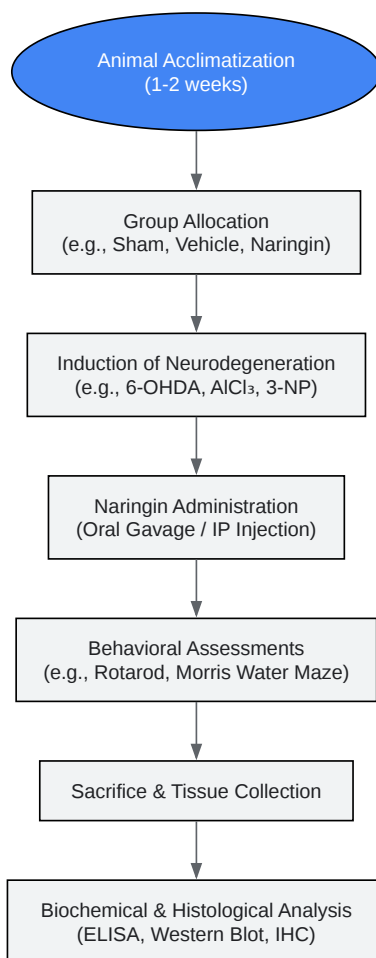 Animal Acclimatization
(1-2 weeks)
Group Allocation
(e.g., Sham, Vehicle, Naringin)
Induction of Neurodegeneration
(e.g., 6-OHDA, AlCl₃, 3-NP)
Naringin Administration
(Oral Gavage / IP Injection)
Behavioral Assessments
(e.g., Rotarod, Morris Water Maze)
Sacrifice & Tissue Collection
Biochemical & Histological Analysis
(ELISA, Western Blot, IHC)